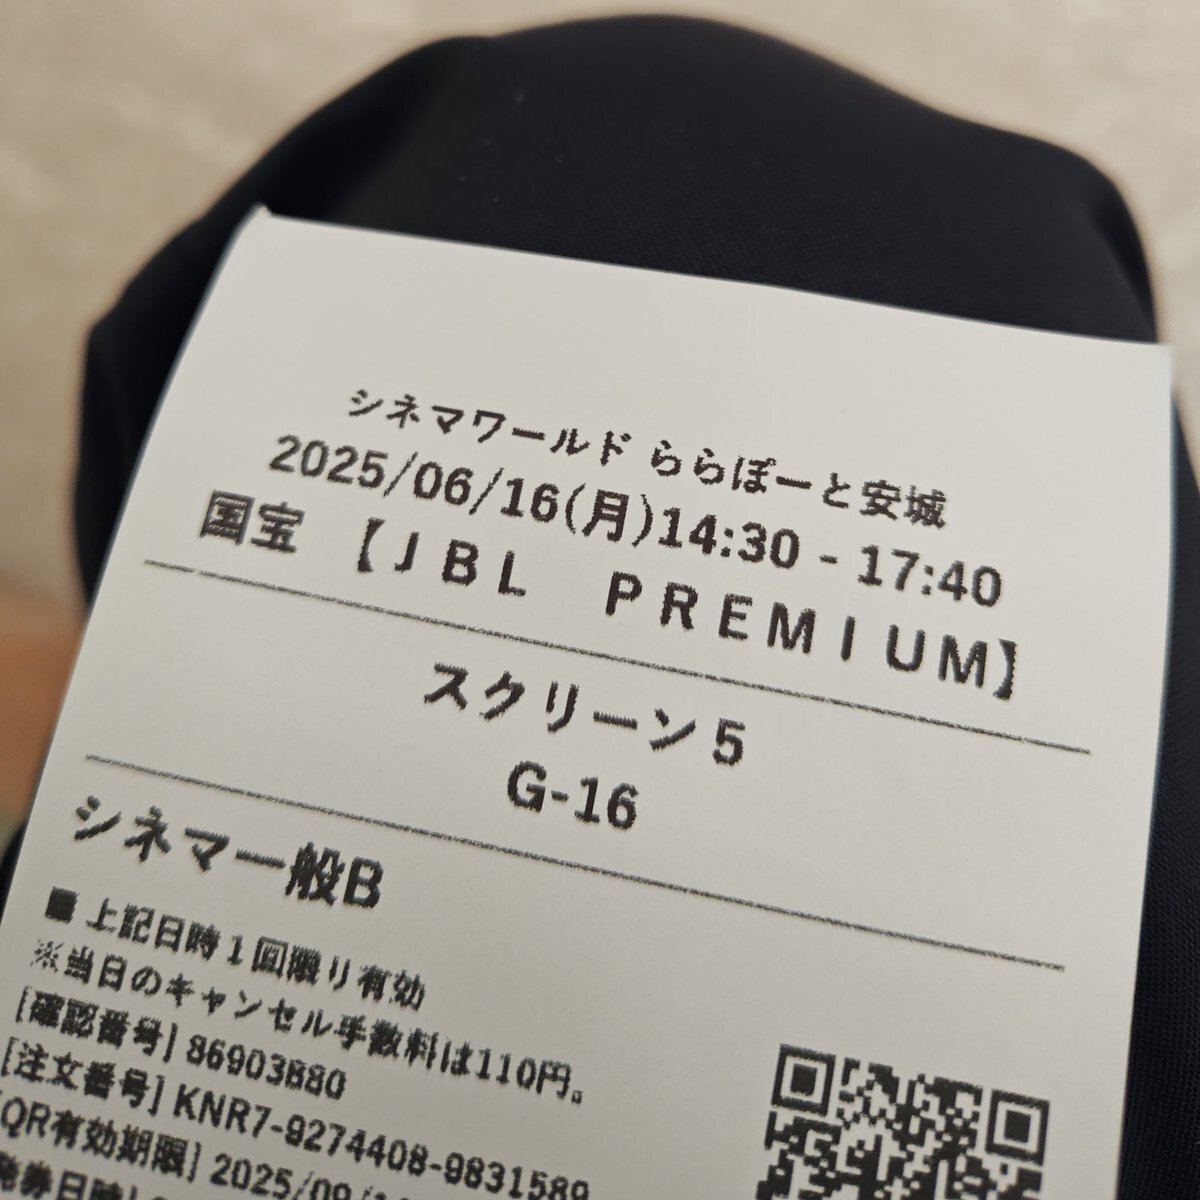 シネマワールド ららぽーと安城
2025/06/16(月)14:30 - 17:40
国宝 【JBL PREMIUM】
スクリーン5
G-16
シネマ一般B
■ 上記日時1回限り有効
※当日のキャンセル手数料は110円。
[確認番号] 86903880
[注文番号] KNR7-9274408-9831589
[QR有効期限] 2025/09/
発券日時]